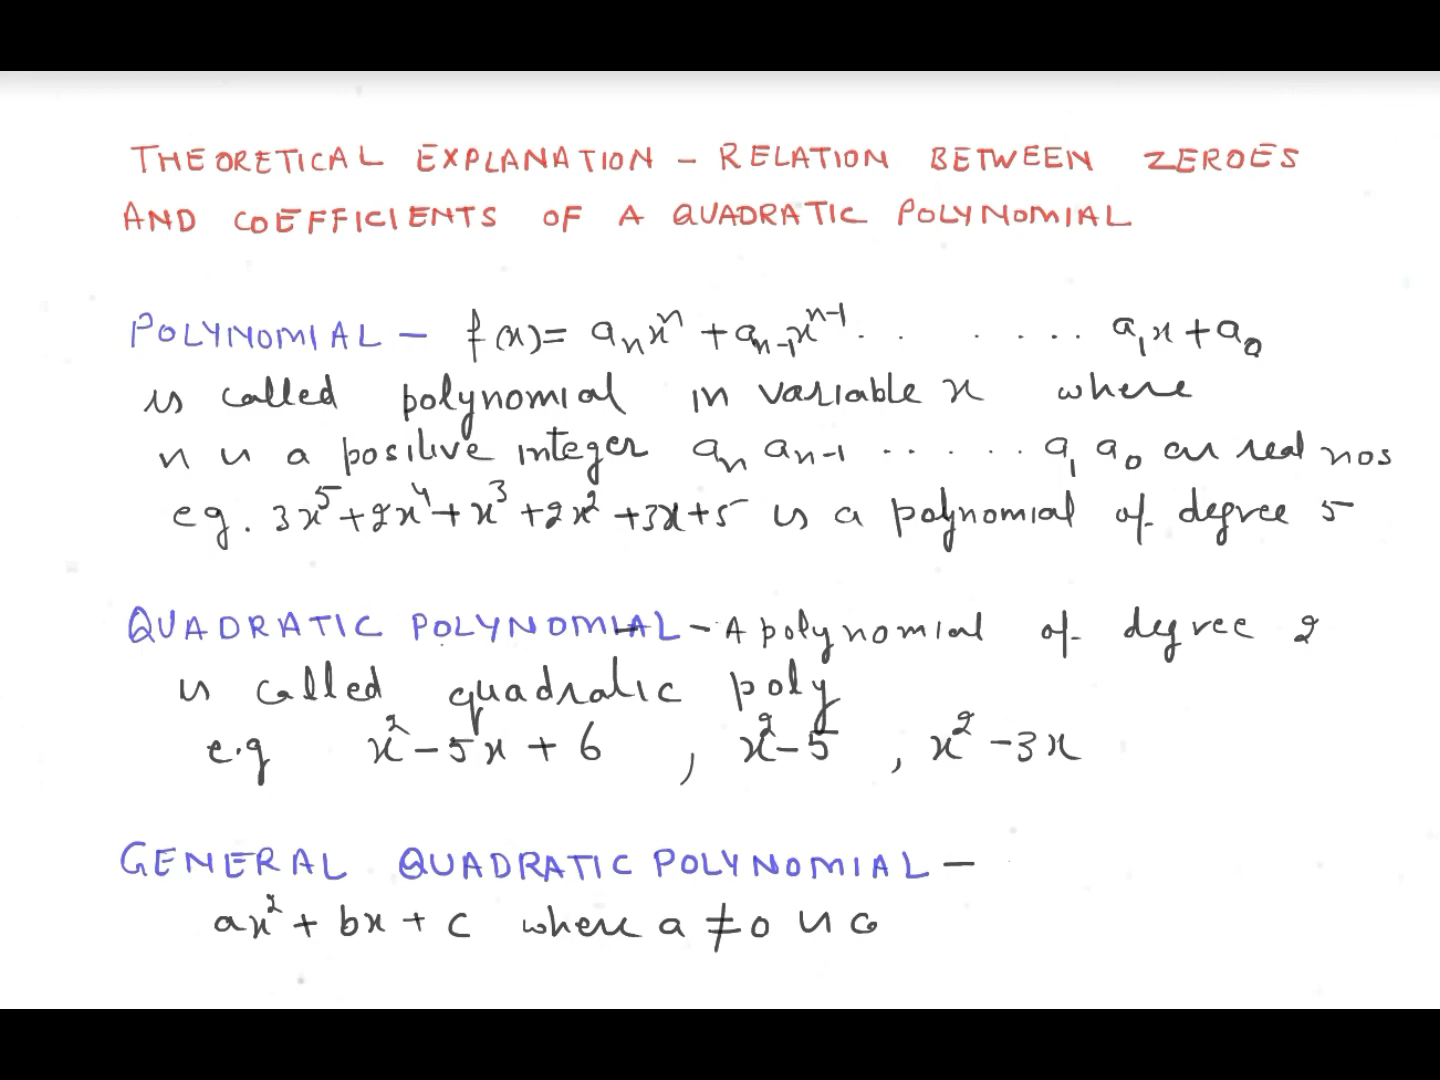 THEORETICAL EXPLANATION - RELATION BETWEEN ZEROES
AND COEFFICIENTS OF A QUADRATIC POLYNOMIAL
POLYNOMIAL - f(x) = aₙxⁿ + aₙ₋₁xⁿ⁻¹ . . . . . . . a₁x + a₀
is called polynomial in variable x where
n is a positive integer aₙ aₙ₋₁ . . . . . . a₁ a₀ are real nos
eg. 3x⁵ + 2x⁴ + x³ + 2x² + 3x + 5 is a polynomial of degree 5
QUADRATIC POLYNOMIAL - A polynomial of degree 2
is called quadratic poly
e.g x² - 5x + 6 , x² - 5 , x² - 3x
GENERAL QUADRATIC POLYNOMIAL -
ax² + bx + c where a ≠ 0 is